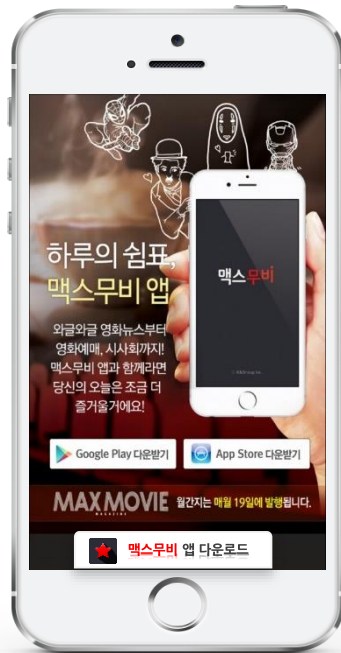 하루의 쉼표,
맥스무비 앱
와글와글 영화뉴스부터
영화예매, 시사회까지!
맥스무비 앱과 함께라면
당신의 오늘은 조금 더
즐거울거에요!
맥스무비
Google Play 다운받기
App Store 다운받기
MAXMOVIE
MAGAZINE
월간지는 매월 19일에 발행됩니다.
맥스무비 앱 다운로드